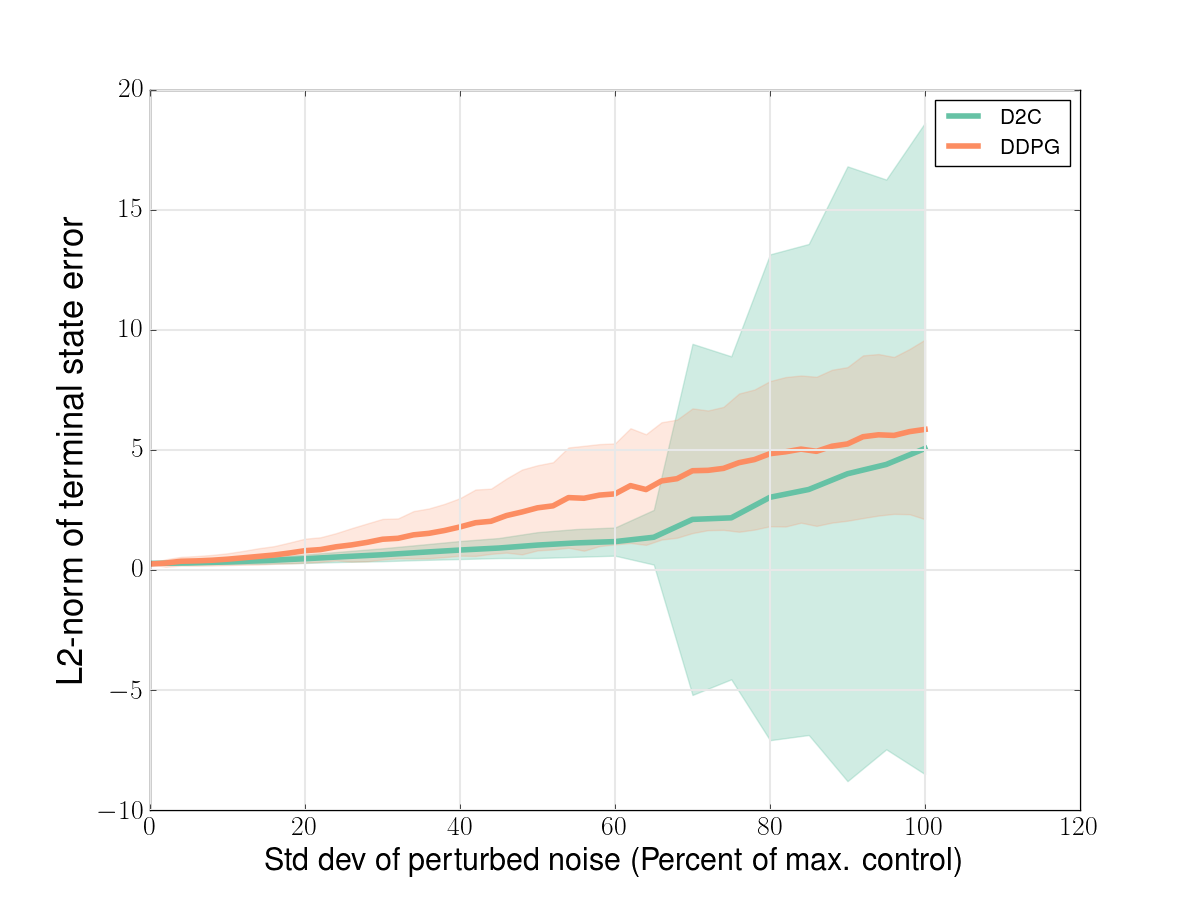 20
15
10
5
0
−5
−10
0 20 40 60 80 100 120
L2-norm of terminal state error
Std dev of perturbed noise (Percent of max. control)
D2C
DDPG